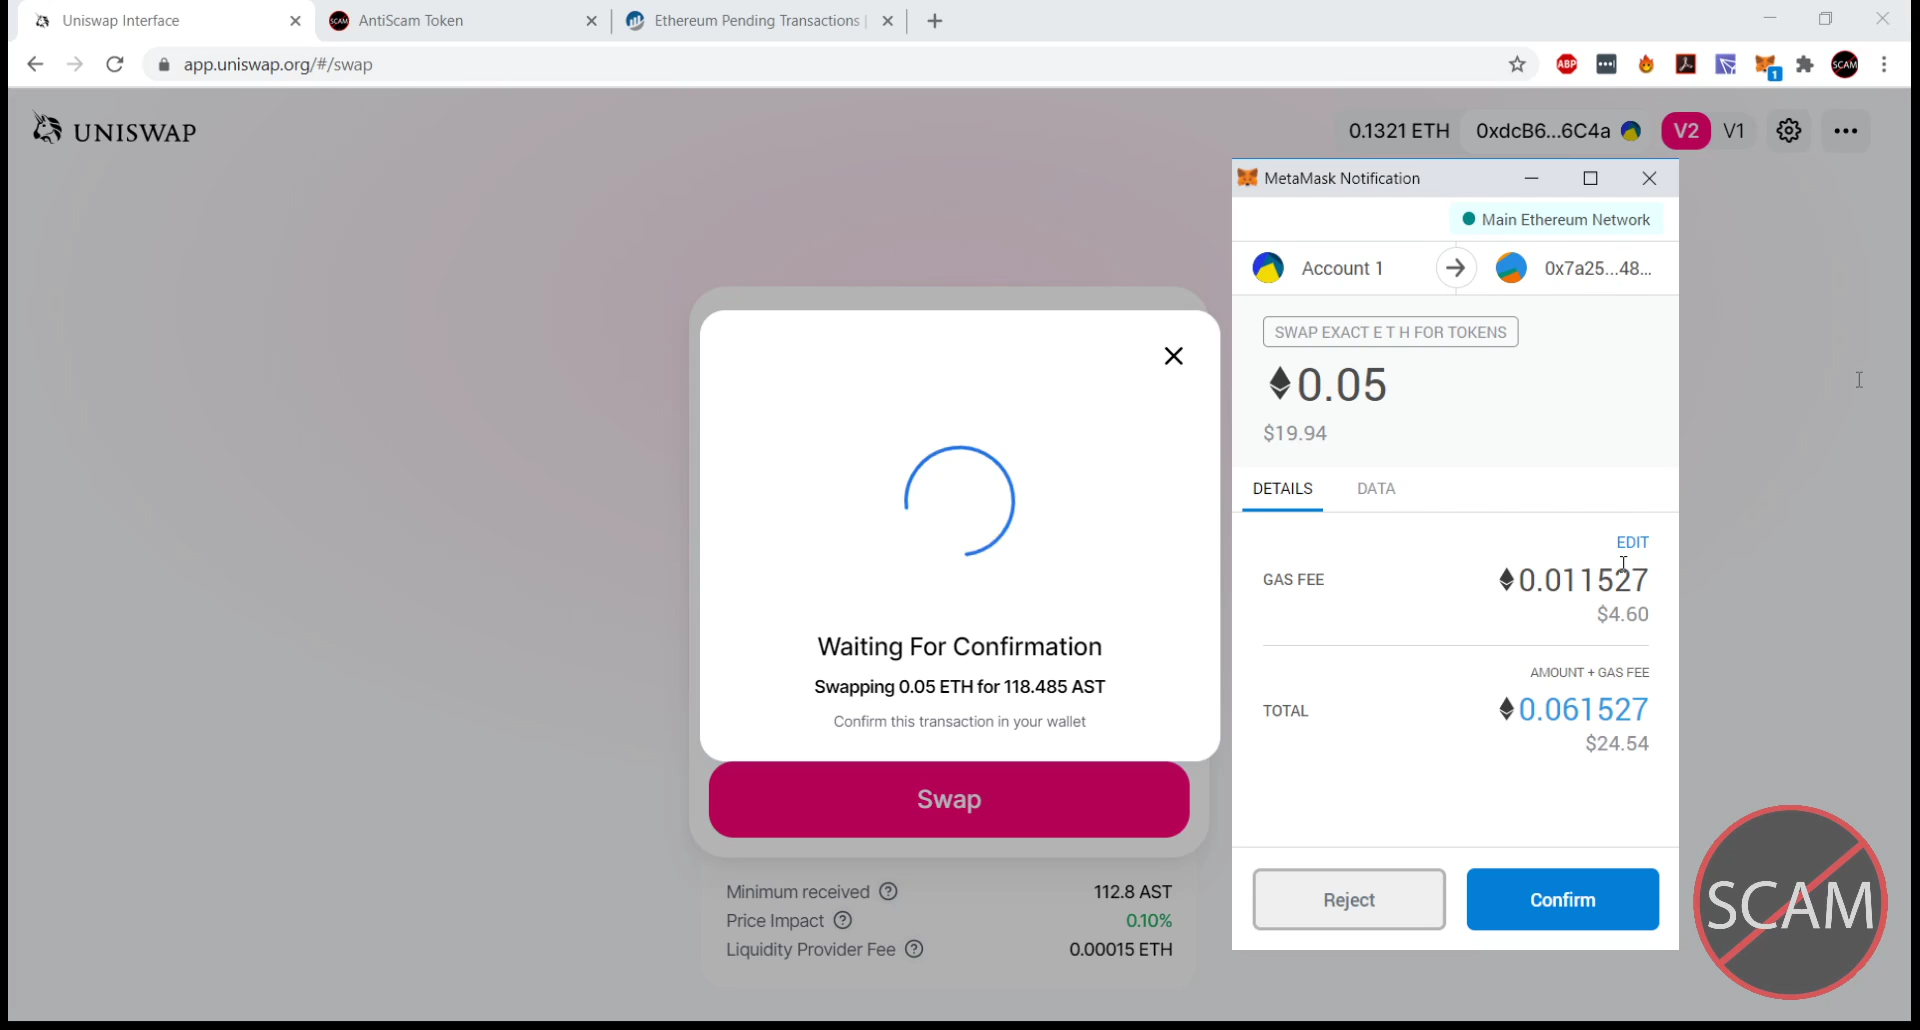 Uniswap Interface
SCAM AntiScam Token
Ethereum Pending Transactions |
app.uniswap.org/#/swap
ABP
1
SCAM
UNISWAP
0.1321 ETH
0xdcB6...6C4a
V2
V1
MetaMask Notification
Main Ethereum Network
Account 1
0x7a25...48...
SWAP EXACT E T H FOR TOKENS
0.05
$19.94
DETAILS
DATA
EDIT
GAS FEE
0.011527
$4.60
AMOUNT + GAS FEE
TOTAL
0.061527
$24.54
Reject
Confirm
Waiting For Confirmation
Swapping 0.05 ETH for 118.485 AST
Confirm this transaction in your wallet
Swap
Minimum received ? 112.8 AST
Price Impact ? 0.10%
Liquidity Provider Fee ? 0.00015 ETH
SCAM